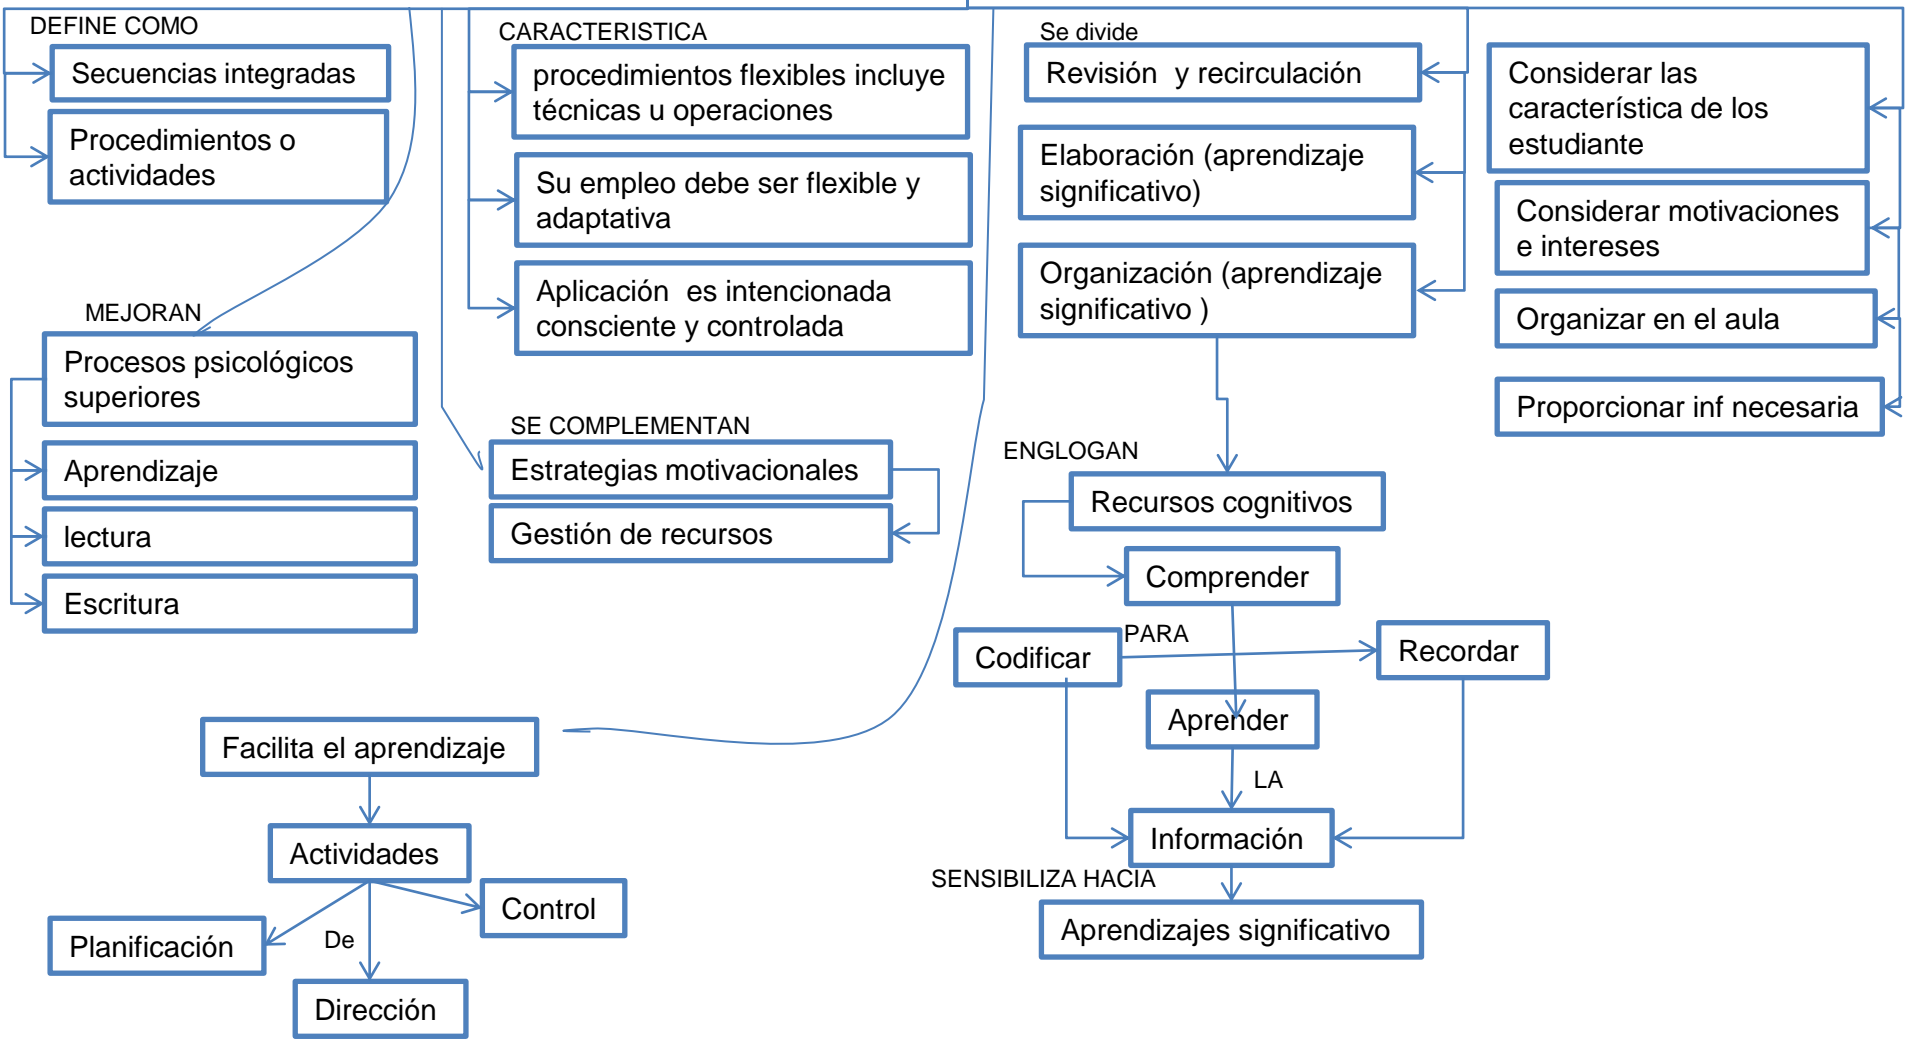 DEFINE COMO
Secuencias integradas
Procedimientos o
actividades
MEJORAN
Procesos psicológicos
superiores
Aprendizaje
lectura
Escritura
CARACTERISTICA
procedimientos flexibles incluye
técnicas u operaciones
Su empleo debe ser flexible y
adaptativa
Aplicación es intencionada
consciente y controlada
SE COMPLEMENTAN
Estrategias motivacionales
Gestión de recursos
Facilita el aprendizaje
Actividades
Control
Planificación
De
Dirección
Se divide
Revisión y recirculación
Elaboración (aprendizaje
significativo)
Organización (aprendizaje
significativo )
ENGLOGAN
Recursos cognitivos
Comprender
Codificar
PARA
Recordar
Aprender
LA
Información
SENSIBILIZA HACIA
Aprendizajes significativo
Considerar las
característica de los
estudiante
Considerar motivaciones
e intereses
Organizar en el aula
Proporcionar inf necesaria